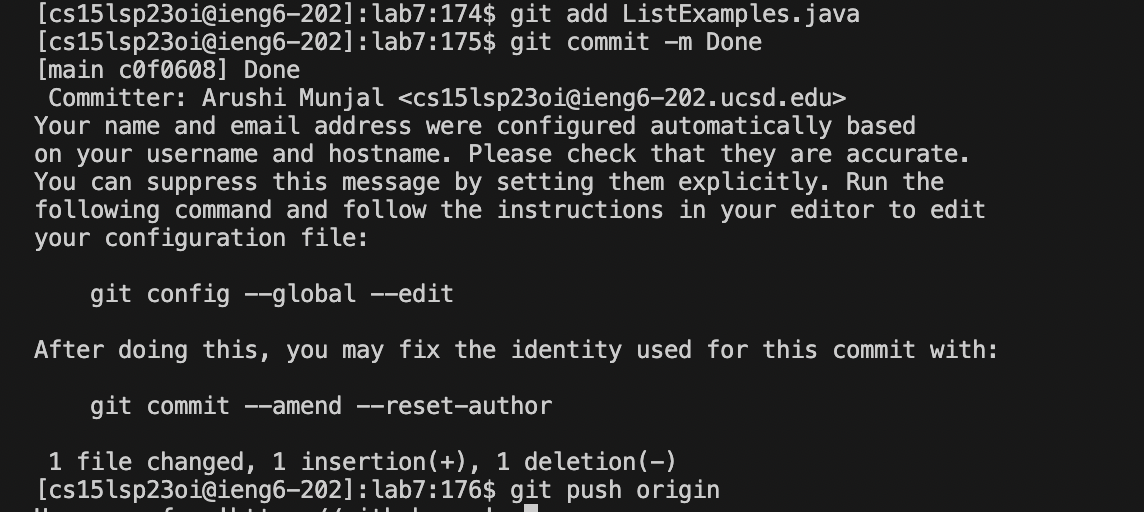 [cs15lsp23oi@ieng6-202]:lab7:174$ git add ListExamples.java
[cs15lsp23oi@ieng6-202]:lab7:175$ git commit -m Done
[main c0f0608] Done
 Committer: Arushi Munjal <cs15lsp23oi@ieng6-202.ucsd.edu>
Your name and email address were configured automatically based
on your username and hostname. Please check that they are accurate.
You can suppress this message by setting them explicitly. Run the
following command and follow the instructions in your editor to edit
your configuration file:
    git config --global --edit
After doing this, you may fix the identity used for this commit with:
    git commit --amend --reset-author
 1 file changed, 1 insertion(+), 1 deletion(-)
[cs15lsp23oi@ieng6-202]:lab7:176$ git push origin